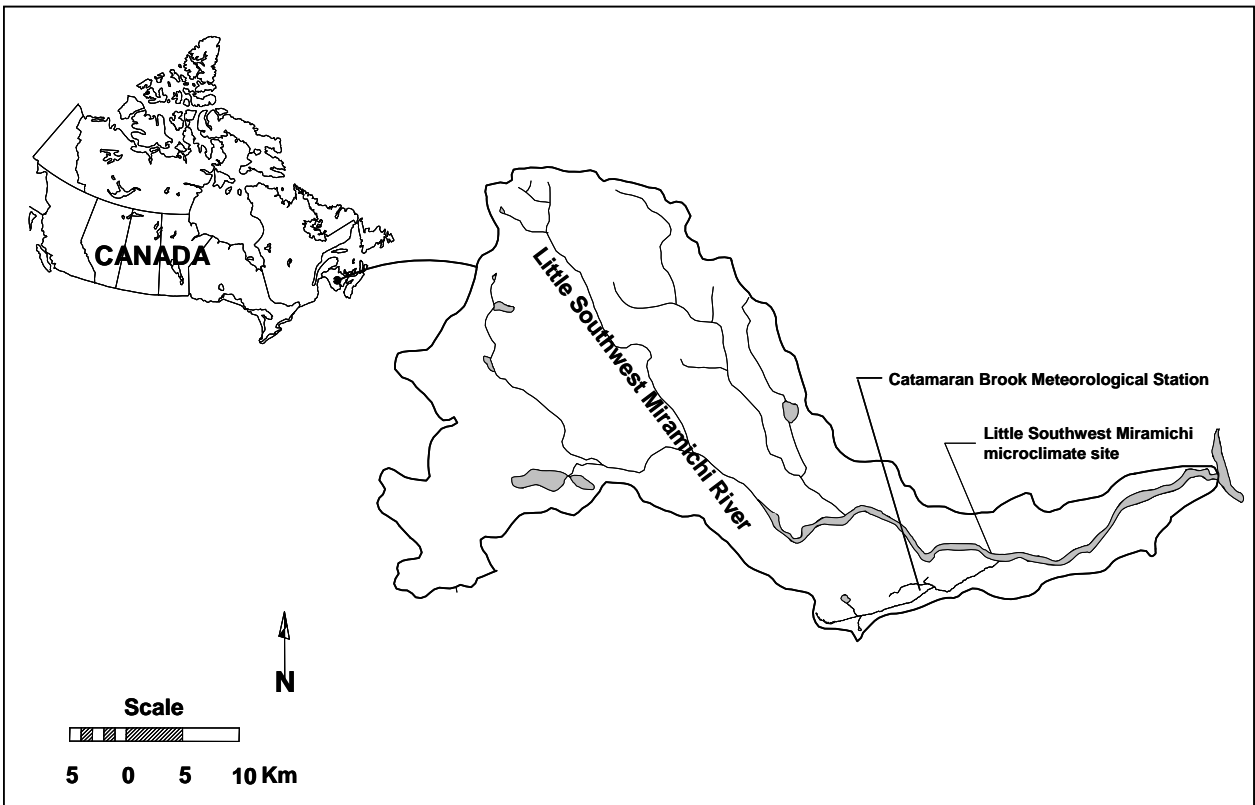 CANADA
Little Southwest Miramichi River
Catamaran Brook Meteorological Station
Little Southwest Miramichi
microclimate site
N
Scale
5 0 5 10 Km